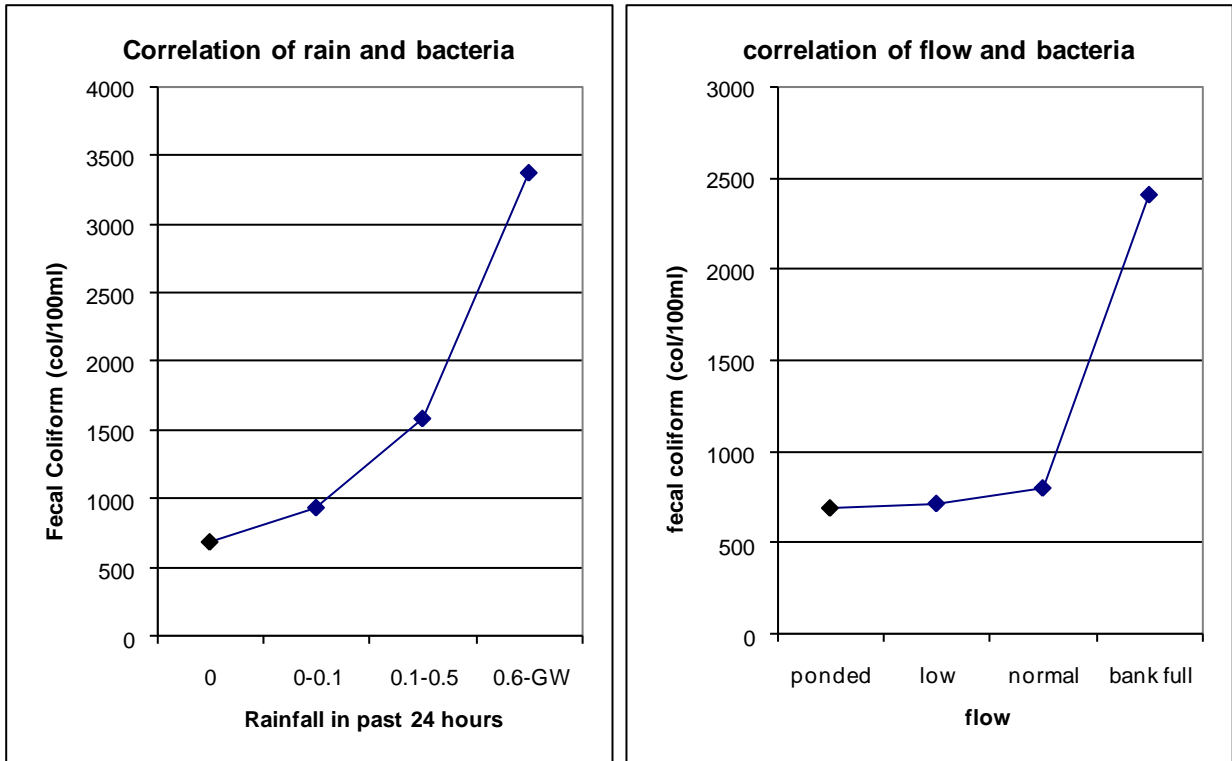 Correlation of rain and bacteria
4000
3500
3000
2500
2000
1500
1000
500
0
Fecal Coliform (col/100ml)
0 0-0.1 0.1-0.5 0.6-GW
Rainfall in past 24 hours
correlation of flow and bacteria
3000
2500
2000
1500
1000
500
0
fecal coliform (col/100ml)
ponded low normal bank full
flow